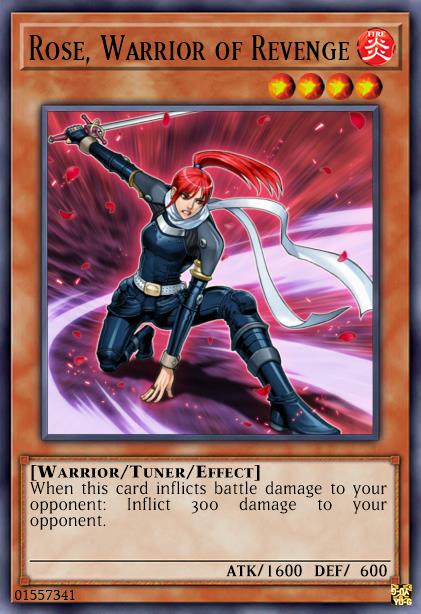 Rose, Warrior of Revenge
FIRE
炎
[Warrior/Tuner/Effect]
When this card inflicts battle damage to your
opponent: Inflict 300 damage to your
opponent.
ATK/1600 DEF/ 600
01557341